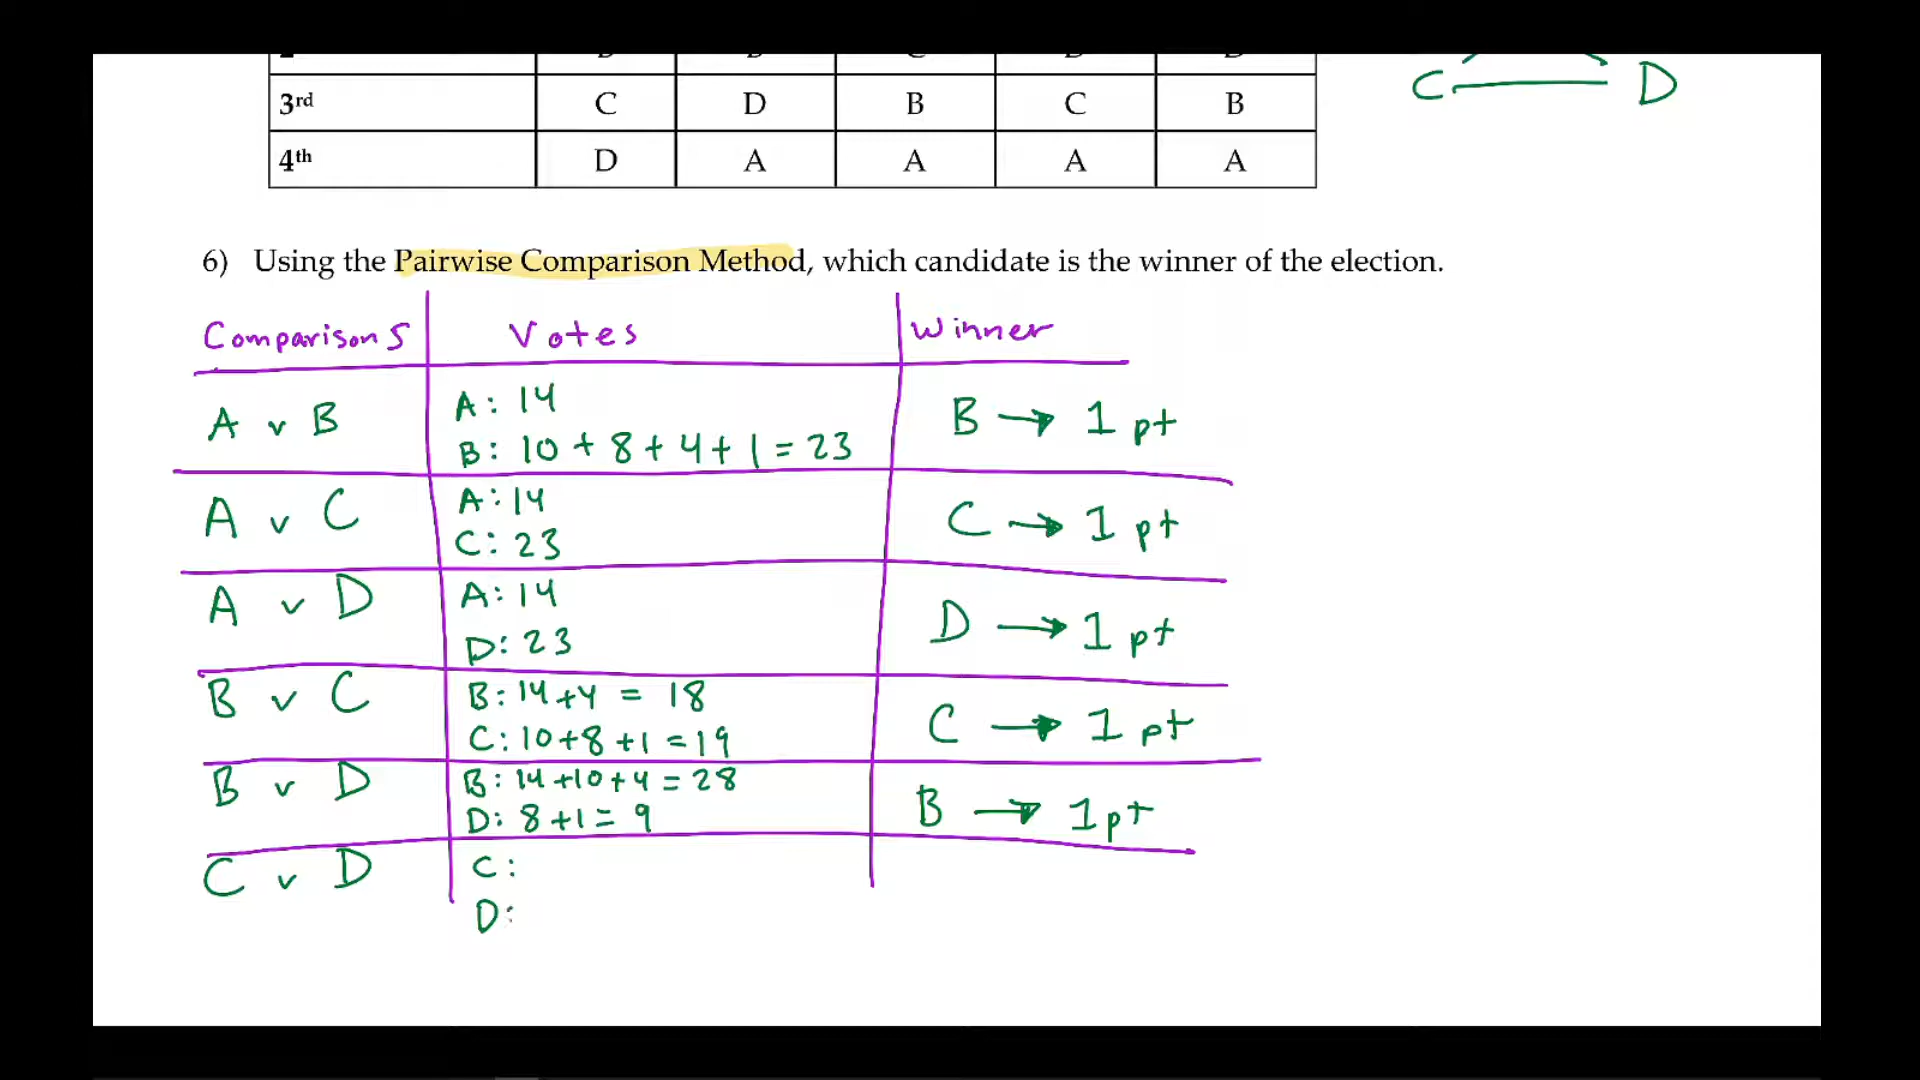 C D
3rd C D B C B
4th D A A A A
6) Using the Pairwise Comparison Method, which candidate is the winner of the election.
Comparisons Votes Winner
A v B
A: 14
B: 10 + 8 + 4 + 1 = 23
B → 1 pt
A v C
A: 14
C: 23
C → 1 pt
A v D
A: 14
D: 23
D → 1 pt
B v C
B: 14 + 4 = 18
C: 10 + 8 + 1 = 19
C → 1 pt
B v D
B: 14 + 10 + 4 = 28
D: 8 + 1 = 9
B → 1 pt
C v D
C:
D: